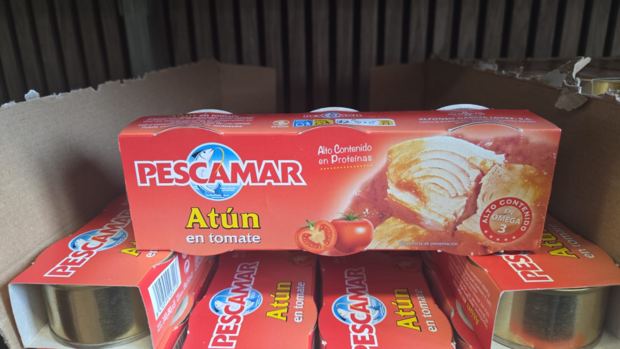 Alto Contenido
en Proteínas
PESCAMAR
Atún
en tomate
ALTO CONTENIDO
OMEGA
3
PESCAMAR
PESCAMAR
Atún
en tomate
PESCAMAR
Atún
en tomate
PESCAMAR
Atún
en tomate